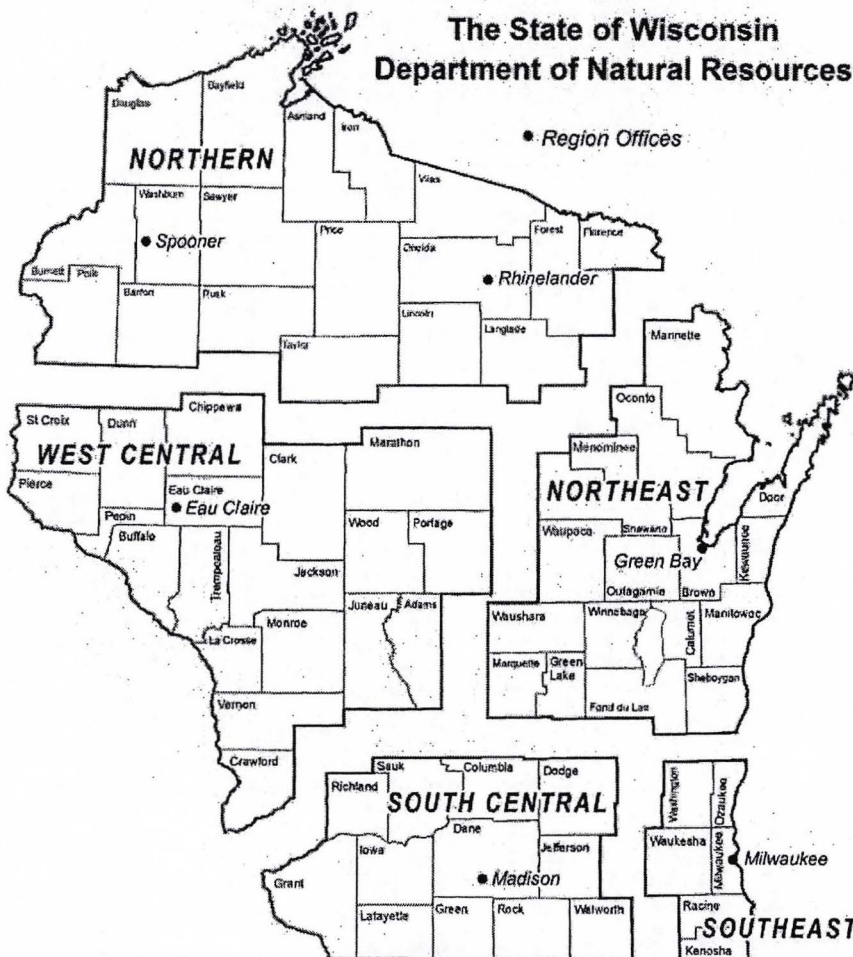 The State of Wisconsin
Department of Natural Resources
Region Offices
NORTHERN
Douglas
Bayfield
Ashland
Iron
Vilas
Washburn
Sawyer
Price
Oneida
Forest
Florence
Spooner
Rhinelander
Burnett
Polk
Barron
Rusk
Lincoln
Langlade
Taylor
WEST CENTRAL
St Croix
Dunn
Chippewa
Clark
Marathon
Pierce
Eau Claire
Eau Claire
Pepin
Buffalo
Trempealeau
Wood
Portage
Jackson
Juneau
Adams
Monroe
La Crosse
Vernon
Crawford
NORTHEAST
Marinette
Oconto
Menominee
Door
Waupaca
Shawano
Green Bay
Kewaunee
Outagamie
Brown
Waushara
Winnebago
Calumet
Manitowoc
Marquette
Green
Lake
Sheboygan
Fond du Lac
SOUTH CENTRAL
Sauk
Columbia
Dodge
Richland
Dane
Iowa
Jefferson
Grant
Madison
Lafayette
Green
Rock
Walworth
Washington
Ozaukee
Waukesha
Milwaukee
Milwaukee
Racine
SOUTHEAST
Kenosha